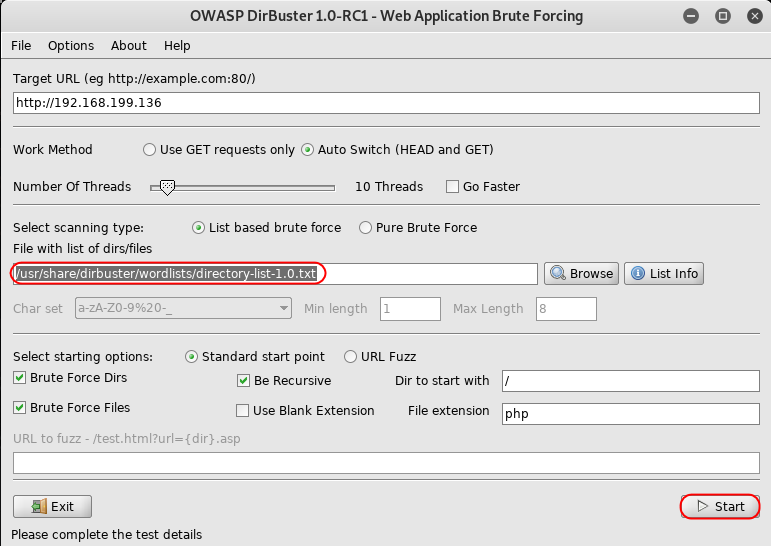 OWASP DirBuster 1.0-RC1 - Web Application Brute Forcing
File Options About Help
Target URL (eg http://example.com:80/)
http://192.168.199.136
Work Method Use GET requests only Auto Switch (HEAD and GET)
Number Of Threads 10 Threads Go Faster
Select scanning type: List based brute force Pure Brute Force
File with list of dirs/files
/usr/share/dirbuster/wordlists/directory-list-1.0.txt Browse List Info
Char set a-zA-Z0-9%20-_ Min length 1 Max Length 8
Select starting options: Standard start point URL Fuzz
Brute Force Dirs Be Recursive Dir to start with /
Brute Force Files Use Blank Extension File extension php
URL to fuzz - /test.html?url={dir}.asp
Exit Start
Please complete the test details